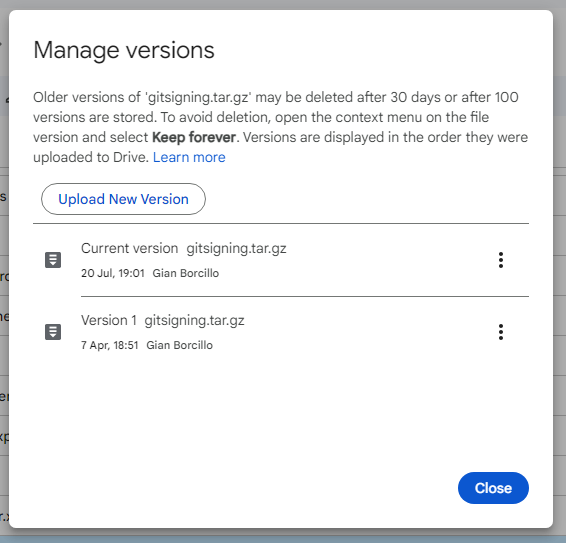 Manage versions
Older versions of 'gitsigning.tar.gz' may be deleted after 30 days or after 100
versions are stored. To avoid deletion, open the context menu on the file
version and select Keep forever. Versions are displayed in the order they were
uploaded to Drive. Learn more
Upload New Version
Current version gitsigning.tar.gz
20 Jul, 19:01 Gian Borcillo
Version 1 gitsigning.tar.gz
7 Apr, 18:51 Gian Borcillo
Close